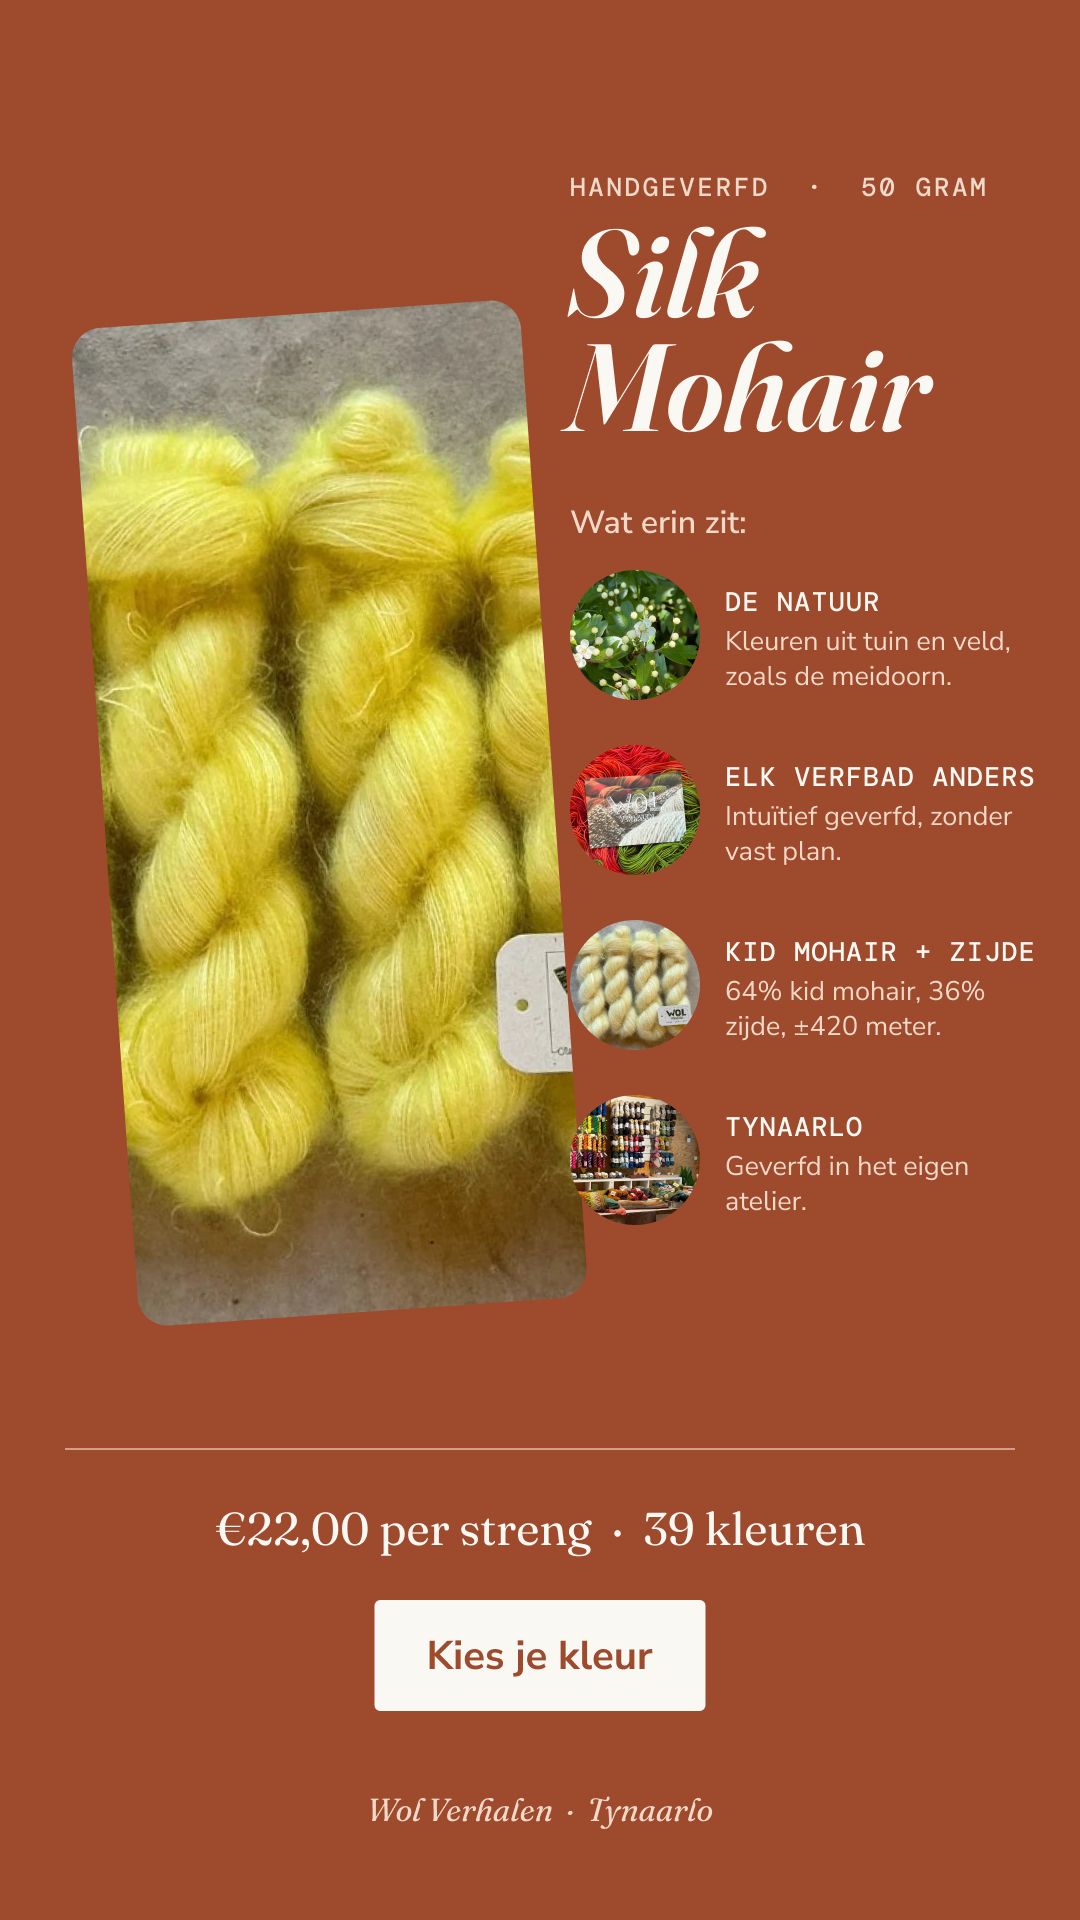 HANDGEVERFD · 50 GRAM
Silk
Mohair
Wat erin zit:
DE NATUUR
Kleuren uit tuin en veld,
zoals de meidoorn.
ELK VERFBAD ANDERS
Intuïtief geverfd, zonder
vast plan.
WOL
KID MOHAIR + ZIJDE
64% kid mohair, 36%
zijde, ±420 meter.
WOL
TYNAARLO
Geverfd in het eigen
atelier.
€22,00 per streng · 39 kleuren
Kies je kleur
Wol Verhalen · Tynaarlo